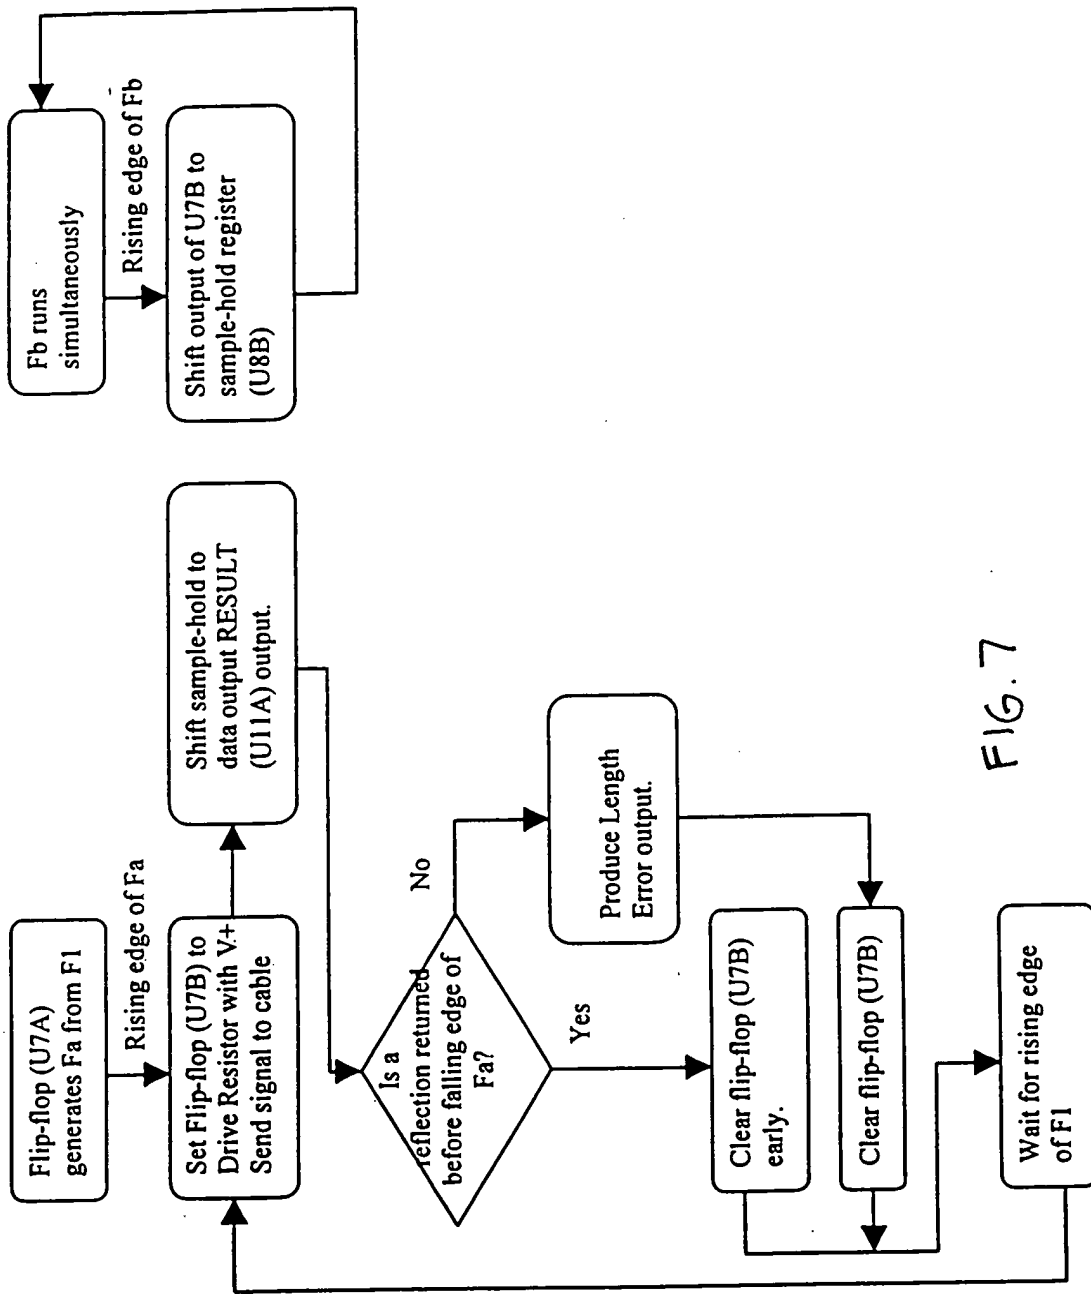 Flip-flop (U7A)
generates Fa from F1
Rising edge of Fa
Set Flip-flop (U7B) to
Drive Resistor with V.+
Send signal to cable
Shift sample-hold to
data output RESULT
(U11A) output.
Is a
reflection returned
before falling edge of
Fa?
No
Yes
Produce Length
Error output.
Clear flip-flop (U7B)
early.
Clear flip-flop (U7B)
Wait for rising edge
of F1
Fb runs
simultaneously
Rising edge of Fb
Shift output of U7B to
sample-hold register
(U8B)
FIG. 7